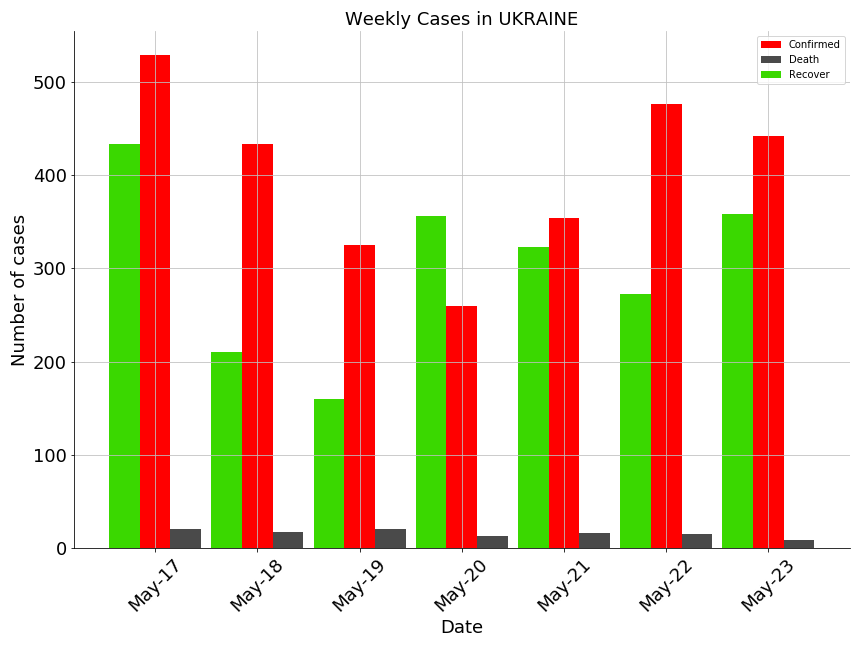 Weekly Cases in UKRAINE
Confirmed
Death
Recover
Number of cases
500
400
300
200
100
0
May-17
May-18
May-19
May-20
May-21
May-22
May-23
Date